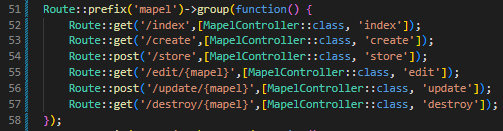 51 Route::prefix('mapel')->group(function() {
52 Route::get('/index',[MapelController::class, 'index']);
53 Route::get('/create',[MapelController::class, 'create']);
54 Route::post('/store',[MapelController::class, 'store']);
55 Route::get('/edit/{mapel}',[MapelController::class, 'edit']);
56 Route::post('/update/{mapel}',[MapelController::class, 'update']);
57 Route::get('/destroy/{mapel}',[MapelController::class, 'destroy']);
58 });